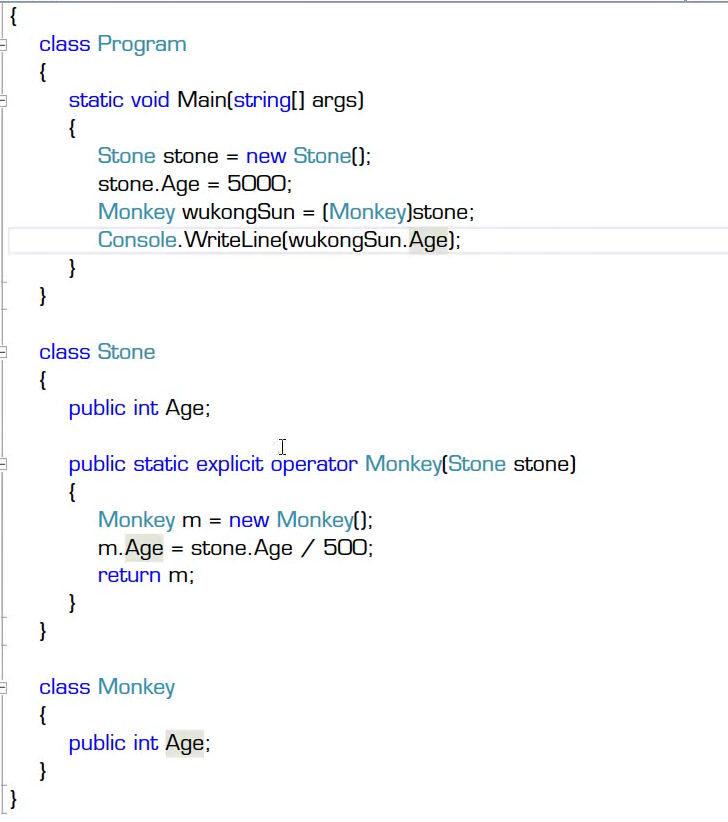 {
class Program
{
static void Main(string[] args)
{
Stone stone = new Stone();
stone.Age = 5000;
Monkey wukongSun = (Monkey)stone;
Console.WriteLine(wukongSun.Age);
}
}
class Stone
{
public int Age;
public static explicit operator Monkey(Stone stone)
{
Monkey m = new Monkey();
m.Age = stone.Age / 500;
return m;
}
}
class Monkey
{
public int Age;
}
}